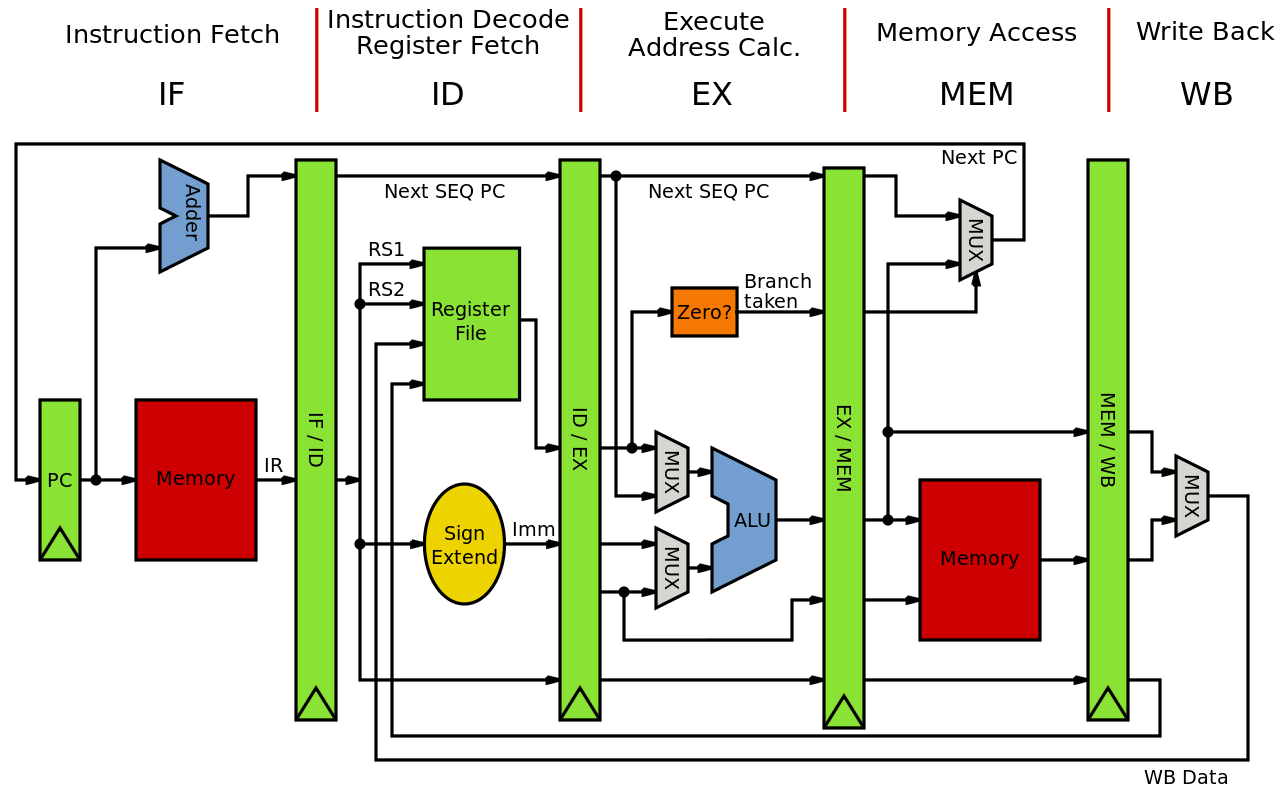 Instruction Fetch
IF
Instruction Decode
Register Fetch
ID
Execute
Address Calc.
EX
Memory Access
MEM
Write Back
WB
Next PC
Adder
Next SEQ PC
Next SEQ PC
MUX
RS1
RS2
Register
File
Branch
taken
Zero?
PC
Memory
IR
IF / ID
ID / EX
EX / MEM
MEM / WB
MUX
ALU
MUX
Sign
Extend
Imm
Memory
MUX
WB Data